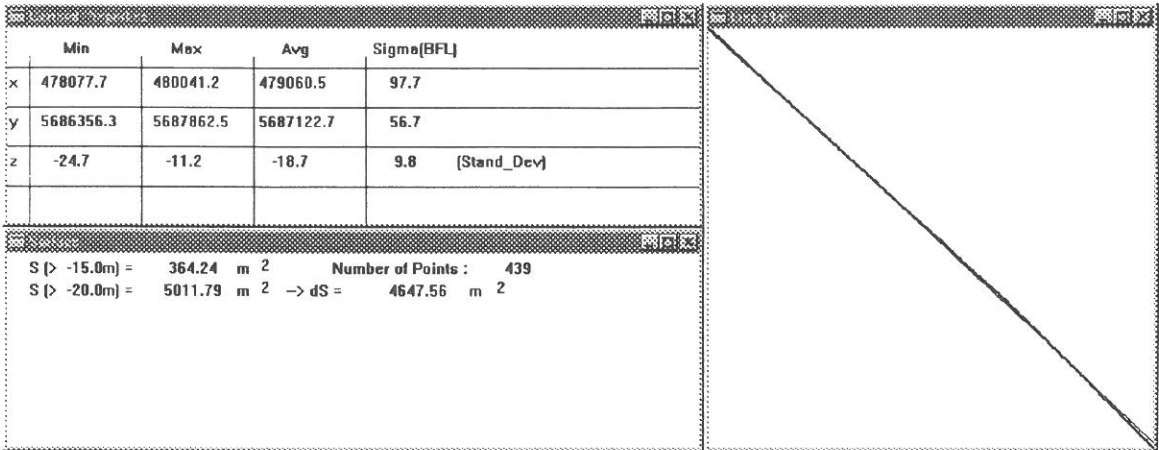 Min Max Avg Sigma(BFL)
x 478077.7 480041.2 479060.5 97.7
y 5686356.3 5687862.5 5687122.7 56.7
z -24.7 -11.2 -18.7 9.8 (Stand_Dev)
S (> -15.0m) = 364.24 m 2 Number of Points : 439
S (> -20.0m) = 5011.79 m 2 -> dS = 4647.56 m 2